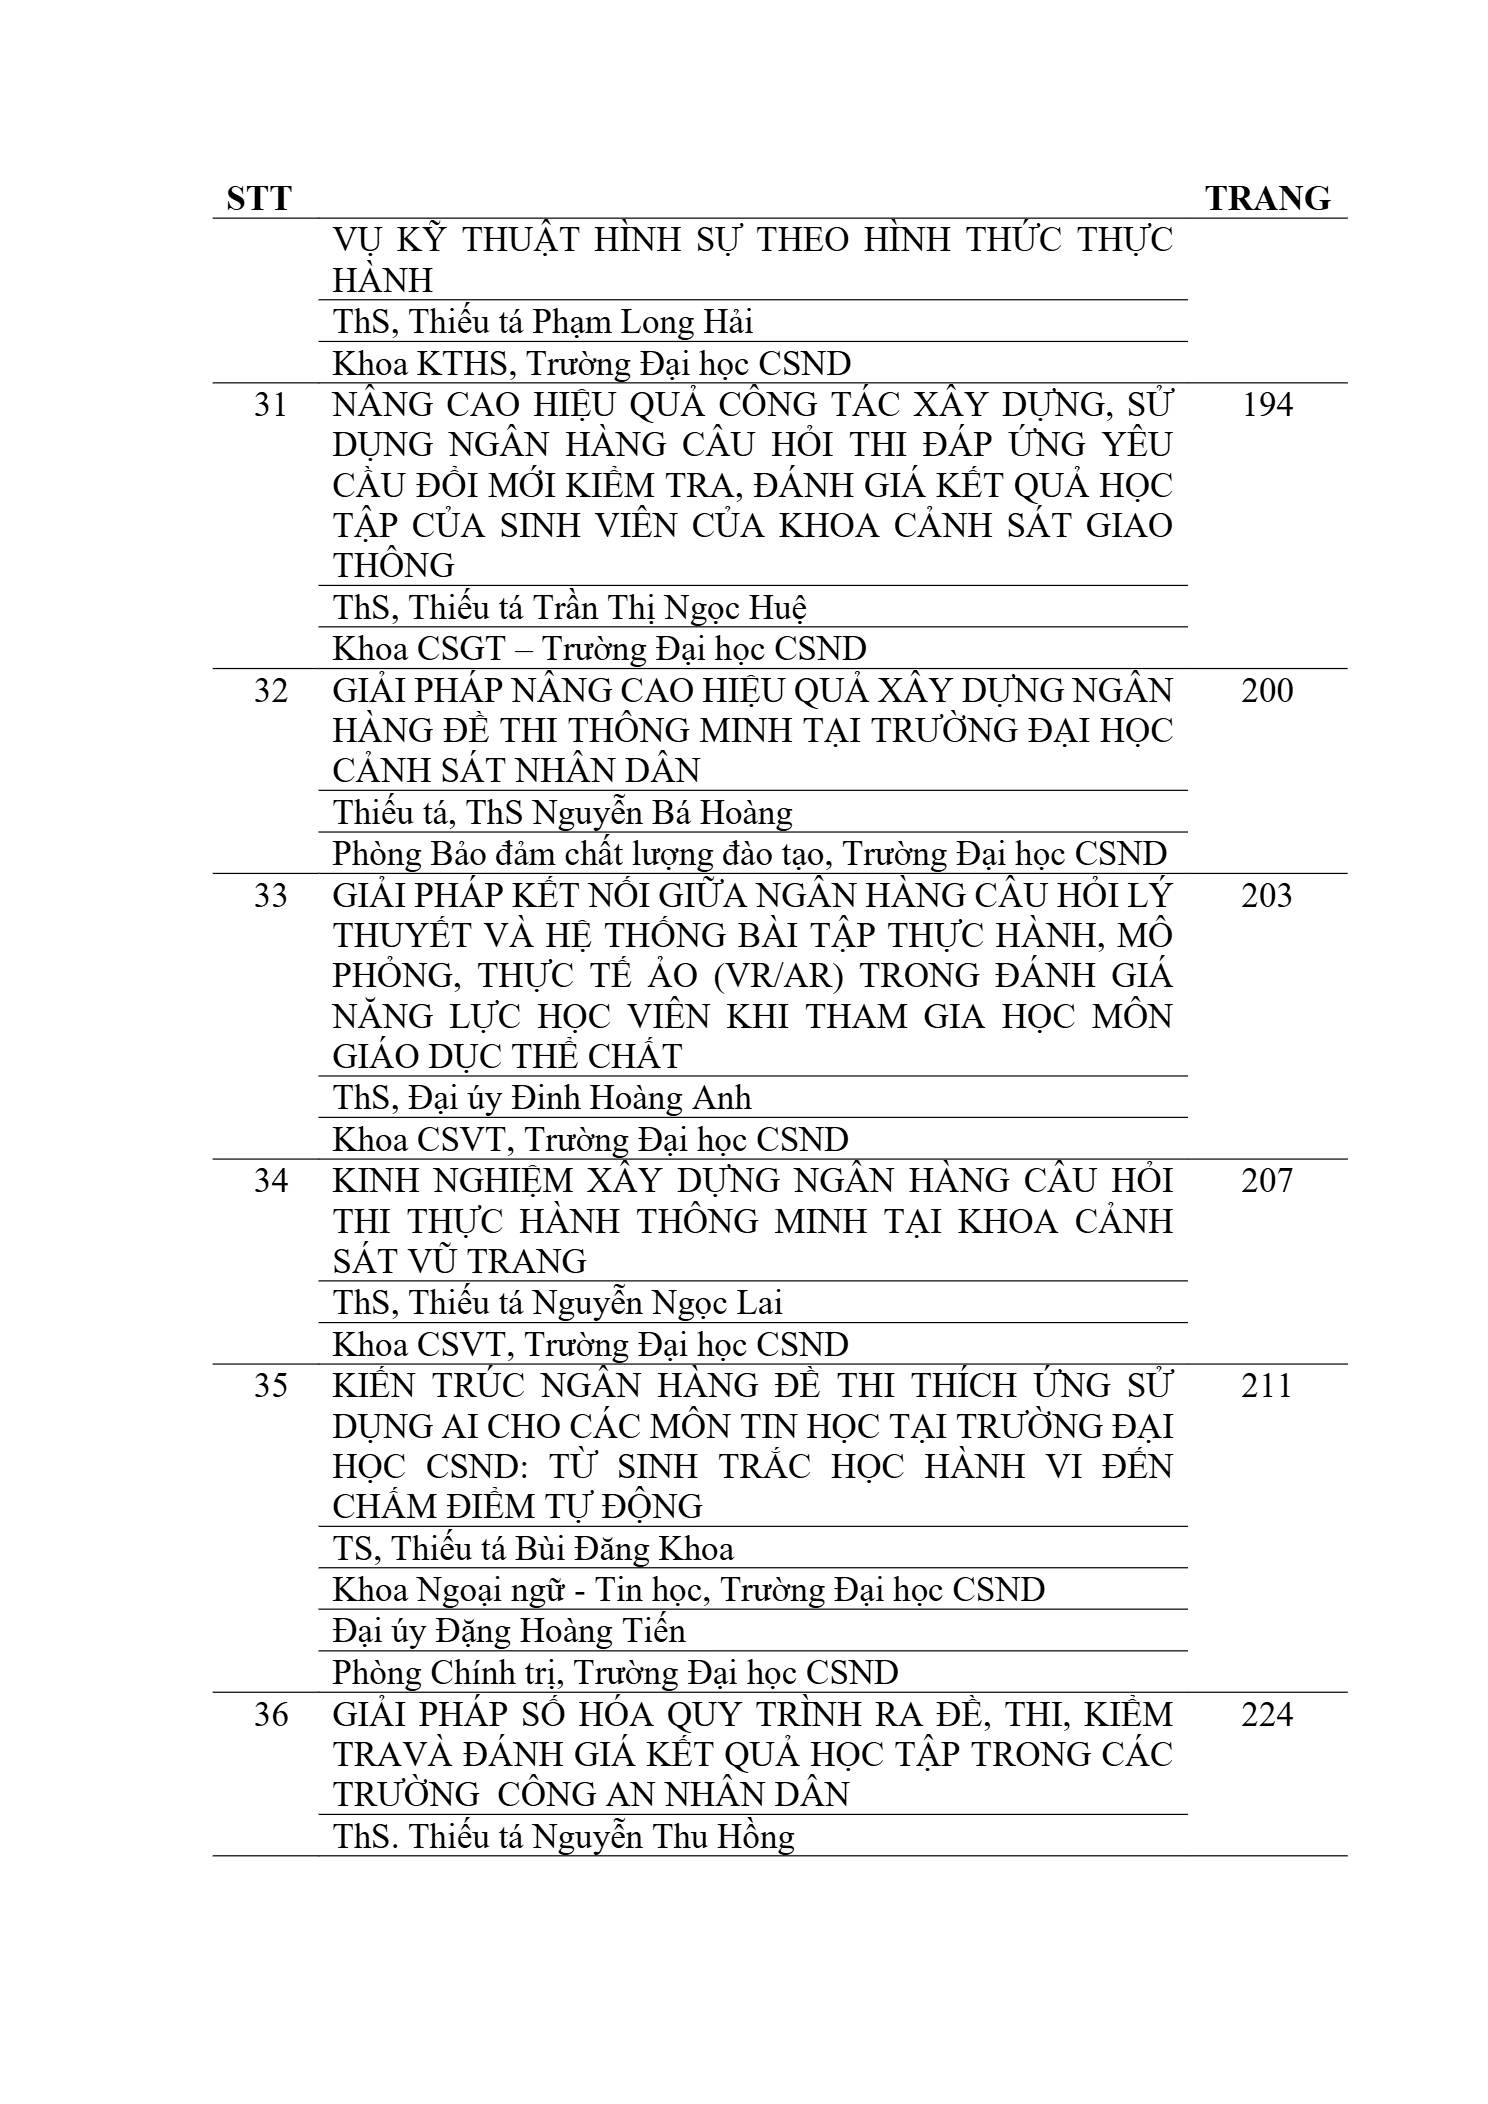 STT TRANG
VỤ KỸ THUẬT HÌNH SỰ THEO HÌNH THỨC THỰC
HÀNH
ThS, Thiếu tá Phạm Long Hải
Khoa KTHS, Trường Đại học CSND
31 NÂNG CAO HIỆU QUẢ CÔNG TÁC XÂY DỰNG, SỬ 194
DỤNG NGÂN HÀNG CÂU HỎI THI ĐÁP ỨNG YÊU
CẦU ĐỔI MỚI KIỂM TRA, ĐÁNH GIÁ KẾT QUẢ HỌC
TẬP CỦA SINH VIÊN CỦA KHOA CẢNH SÁT GIAO
THÔNG
ThS, Thiếu tá Trần Thị Ngọc Huệ
Khoa CSGT – Trường Đại học CSND
32 GIẢI PHÁP NÂNG CAO HIỆU QUẢ XÂY DỰNG NGÂN 200
HÀNG ĐỀ THI THÔNG MINH TẠI TRƯỜNG ĐẠI HỌC
CẢNH SÁT NHÂN DÂN
Thiếu tá, ThS Nguyễn Bá Hoàng
Phòng Bảo đảm chất lượng đào tạo, Trường Đại học CSND
33 GIẢI PHÁP KẾT NỐI GIỮA NGÂN HÀNG CÂU HỎI LÝ 203
THUYẾT VÀ HỆ THỐNG BÀI TẬP THỰC HÀNH, MÔ
PHỎNG, THỰC TẾ ẢO (VR/AR) TRONG ĐÁNH GIÁ
NĂNG LỰC HỌC VIÊN KHI THAM GIA HỌC MÔN
GIÁO DỤC THỂ CHẤT
ThS, Đại úy Đinh Hoàng Anh
Khoa CSVT, Trường Đại học CSND
34 KINH NGHIỆM XÂY DỰNG NGÂN HÀNG CÂU HỎI 207
THI THỰC HÀNH THÔNG MINH TẠI KHOA CẢNH
SÁT VŨ TRANG
ThS, Thiếu tá Nguyễn Ngọc Lai
Khoa CSVT, Trường Đại học CSND
35 KIẾN TRÚC NGÂN HÀNG ĐỀ THI THÍCH ỨNG SỬ 211
DỤNG AI CHO CÁC MÔN TIN HỌC TẠI TRƯỜNG ĐẠI
HỌC CSND: TỪ SINH TRẮC HỌC HÀNH VI ĐẾN
CHẤM ĐIỂM TỰ ĐỘNG
TS, Thiếu tá Bùi Đăng Khoa
Khoa Ngoại ngữ - Tin học, Trường Đại học CSND
Đại úy Đặng Hoàng Tiến
Phòng Chính trị, Trường Đại học CSND
36 GIẢI PHÁP SỐ HÓA QUY TRÌNH RA ĐỀ, THI, KIỂM 224
TRAVÀ ĐÁNH GIÁ KẾT QUẢ HỌC TẬP TRONG CÁC
TRƯỜNG  CÔNG AN NHÂN DÂN
ThS. Thiếu tá Nguyễn Thu Hồng